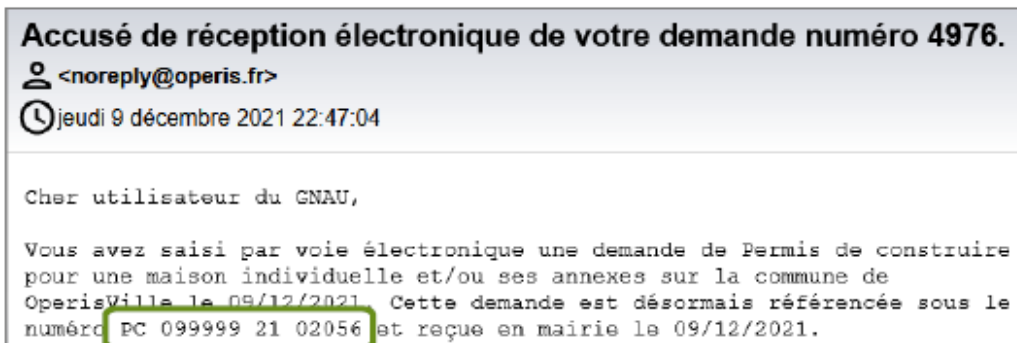 Accusé de réception électronique de votre demande numéro 4976.
<noreply@operis.fr>
jeudi 9 décembre 2021 22:47:04
Cher utilisateur du GNAU,
Vous avez saisi par voie électronique une demande de Permis de construire
pour une maison individuelle et/ou ses annexes sur la commune de
OperisVille le 09/12/2021. Cette demande est désormais référencée sous le
numéro PC 099999 21 02056 et reçue en mairie le 09/12/2021.